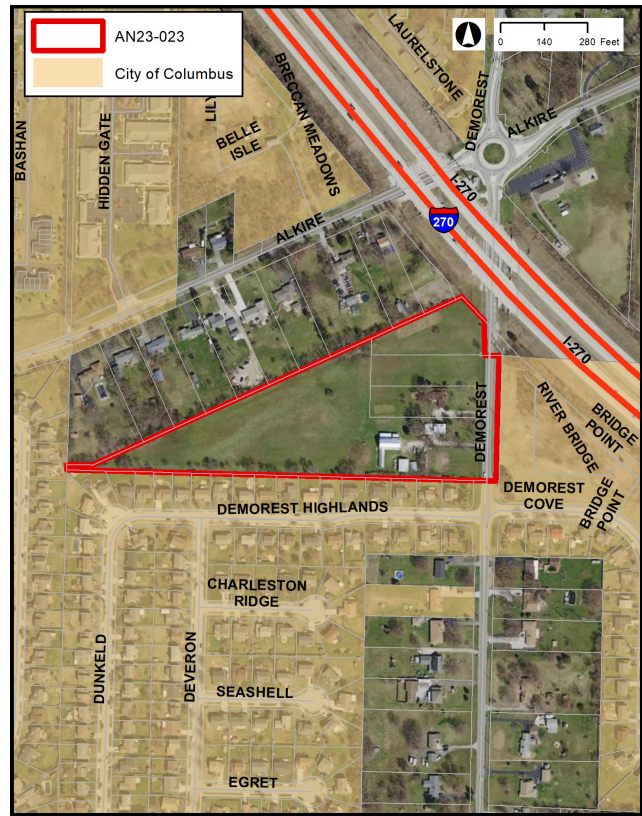 AN23-023
City of Columbus
0 140 280 Feet
LAURELSTONE
DEMOREST
ALKIRE
BASHAN
HIDDEN GATE
LILY
BELLE
ISLE
BRECCAN MEADOWS
ALKIRE
I-270
270
I-270
DEMOREST
RIVER BRIDGE
BRIDGE
POINT
DEMOREST
COVE
BRIDGE
POINT
DEMOREST HIGHLANDS
CHARLESTON
RIDGE
DUNKELD
DEVERON
SEASHELL
EGRET